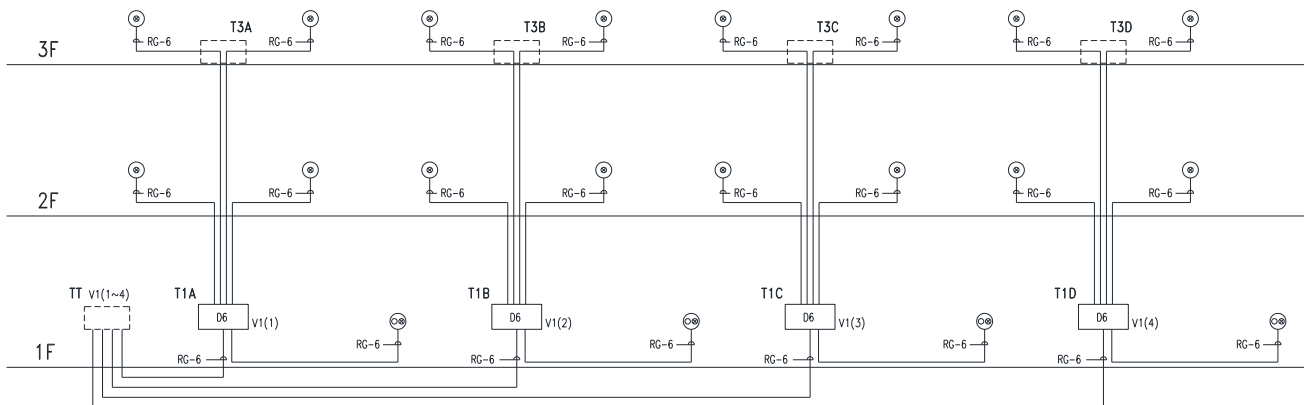 T3A T3B T3C T3D
3F RG-6 RG-6 RG-6 RG-6 RG-6 RG-6 RG-6 RG-6
2F RG-6 RG-6 RG-6 RG-6 RG-6 RG-6 RG-6 RG-6
TT V1(1~4) T1A T1B T1C T1D
D6 V1(1) D6 V1(2) D6 V1(3) D6 V1(4)
RG-6 RG-6 RG-6 RG-6
1F RG-6 RG-6 RG-6 RG-6